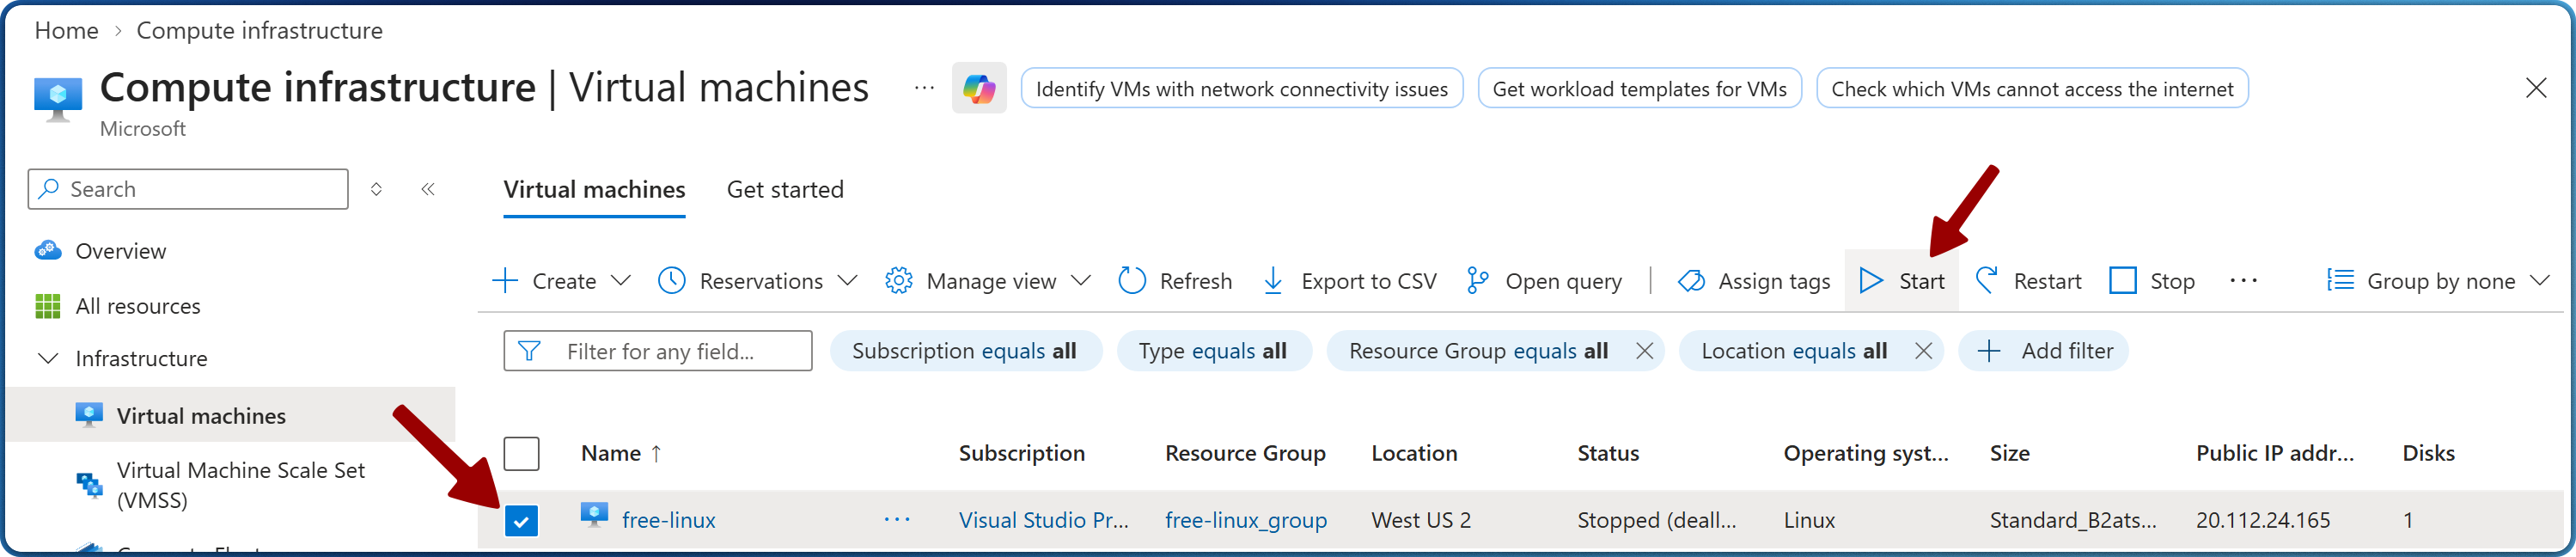 Home > Compute infrastructure
Compute infrastructure | Virtual machines ...
Identify VMs with network connectivity issues
Get workload templates for VMs
Check which VMs cannot access the internet
Microsoft
Search
Overview
All resources
Infrastructure
Virtual machines
Virtual Machine Scale Set
(VMSS)
Virtual machines Get started
Create Reservations Manage view Refresh Export to CSV Open query | Assign tags Start Restart Stop ... Group by none
Filter for any field... Subscription equals all Type equals all Resource Group equals all Location equals all Add filter
Name ↑ Subscription Resource Group Location Status Operating syst... Size Public IP addr... Disks
free-linux ... Visual Studio Pr... free-linux_group West US 2 Stopped (deall... Linux Standard_B2ats... 20.112.24.165 1